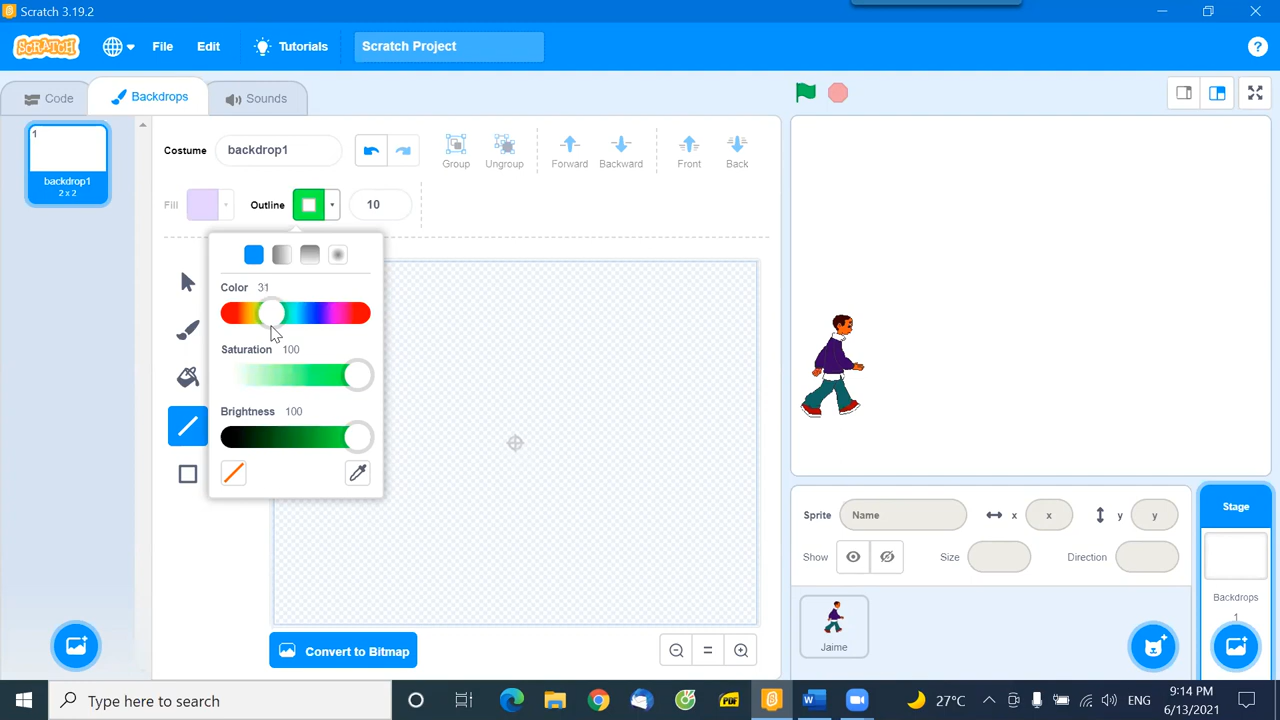 Scratch 3.19.2
SCRATCH
File
Edit
Tutorials
Scratch Project
?
Code
Backdrops
Sounds
1
backdrop1
2 x 2
Costume
backdrop1
Group
Ungroup
Forward
Backward
Front
Back
Fill
Outline
10
Color 31
Saturation 100
Brightness 100
Convert to Bitmap
Sprite
Name
x
x
y
y
Show
Size
Direction
Jaime
Stage
Backdrops
1
Type here to search
PDF
27°C
ENG
9:14 PM
6/13/2021